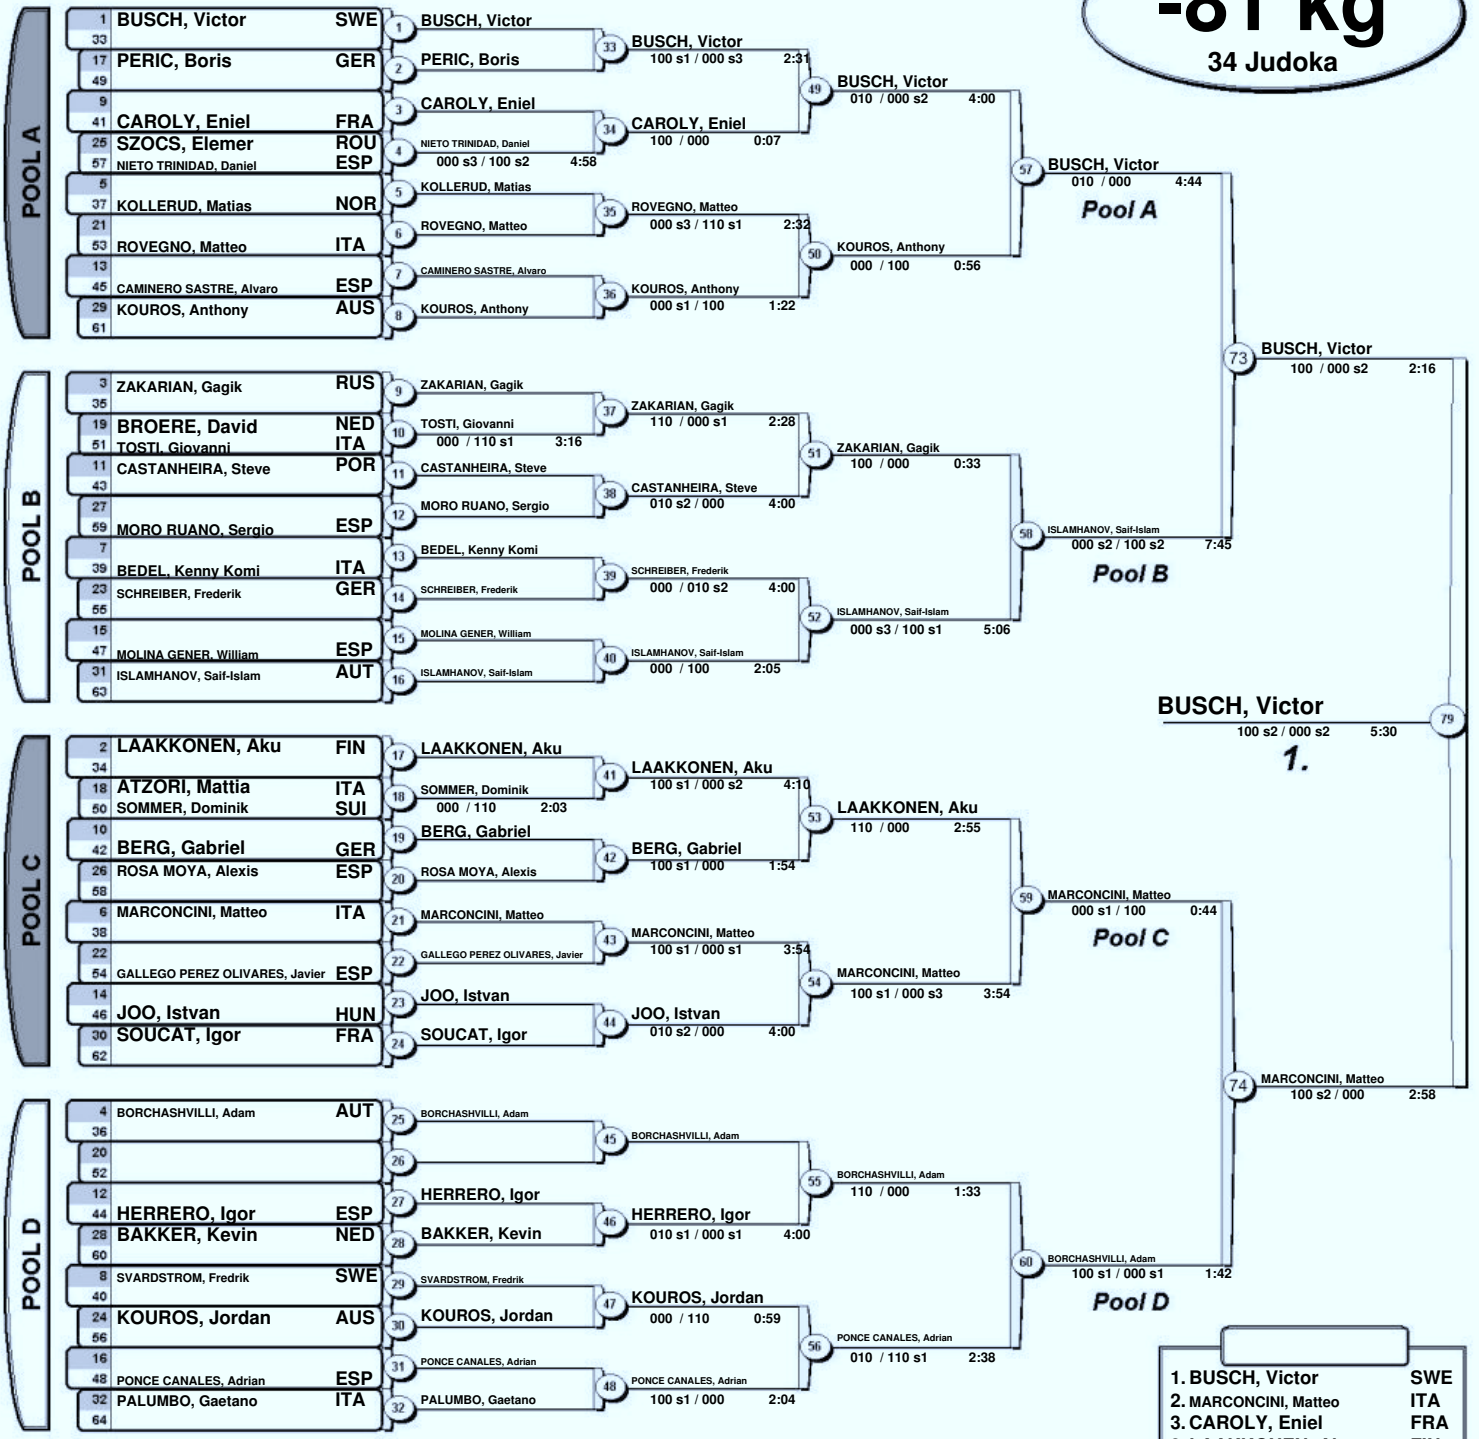 -81 kg
34 Judoka
POOL A
1 BUSCH, Victor SWE
33
17 PERIC, Boris GER
49
9
41 CAROLY, Eniel FRA
25 SZOCS, Elemer ROU
57 NIETO TRINIDAD, Daniel ESP
5
37 KOLLERUD, Matias NOR
21
53 ROVEGNO, Matteo ITA
13
45 CAMINERO SASTRE, Alvaro ESP
29 KOUROS, Anthony AUS
61
1 BUSCH, Victor
2 PERIC, Boris
3 CAROLY, Eniel
4 NIETO TRINIDAD, Daniel
000 s3 / 100 s2 4:58
5 KOLLERUD, Matias
6 ROVEGNO, Matteo
7 CAMINERO SASTRE, Alvaro
8 KOUROS, Anthony
33 BUSCH, Victor
100 s1 / 000 s3 2:31
34 CAROLY, Eniel
100 / 000 0:07
35 ROVEGNO, Matteo
000 s3 / 110 s1 2:32
36 KOUROS, Anthony
000 s1 / 100 1:22
49 BUSCH, Victor
010 / 000 s2 4:00
50 KOUROS, Anthony
000 / 100 0:56
57 BUSCH, Victor
010 / 000 4:44
Pool A
POOL B
3 ZAKARIAN, Gagik RUS
35
19 BROERE, David NED
51 TOSTI, Giovanni ITA
11 CASTANHEIRA, Steve POR
43
27
59 MORO RUANO, Sergio ESP
7
39 BEDEL, Kenny Komi ITA
23 SCHREIBER, Frederik GER
55
15
47 MOLINA GENER, William ESP
31 ISLAMHANOV, Saif-Islam AUT
63
9 ZAKARIAN, Gagik
10 TOSTI, Giovanni
000 / 110 s1 3:16
11 CASTANHEIRA, Steve
12 MORO RUANO, Sergio
13 BEDEL, Kenny Komi
14 SCHREIBER, Frederik
15 MOLINA GENER, William
16 ISLAMHANOV, Saif-Islam
37 ZAKARIAN, Gagik
110 / 000 s1 2:28
38 CASTANHEIRA, Steve
010 s2 / 000 4:00
39 SCHREIBER, Frederik
000 / 010 s2 4:00
40 ISLAMHANOV, Saif-Islam
000 / 100 2:05
51 ZAKARIAN, Gagik
100 / 000 0:33
52 ISLAMHANOV, Saif-Islam
000 s3 / 100 s1 5:06
58 ISLAMHANOV, Saif-Islam
000 s2 / 100 s2 7:45
Pool B
73 BUSCH, Victor
100 / 000 s2 2:16
BUSCH, Victor 79
100 s2 / 000 s2 5:30
1.
POOL C
2 LAAKKONEN, Aku FIN
34
18 ATZORI, Mattia ITA
50 SOMMER, Dominik SUI
10
42 BERG, Gabriel GER
26 ROSA MOYA, Alexis ESP
58
6 MARCONCINI, Matteo ITA
38
22
54 GALLEGO PEREZ OLIVARES, Javier ESP
14
46 JOO, Istvan HUN
30 SOUCAT, Igor FRA
62
17 LAAKKONEN, Aku
18 SOMMER, Dominik
000 / 110 2:03
19 BERG, Gabriel
20 ROSA MOYA, Alexis
21 MARCONCINI, Matteo
22 GALLEGO PEREZ OLIVARES, Javier
23 JOO, Istvan
24 SOUCAT, Igor
41 LAAKKONEN, Aku
100 s1 / 000 s2 4:10
42 BERG, Gabriel
100 s1 / 000 1:54
43 MARCONCINI, Matteo
100 s1 / 000 s1 3:54
44 JOO, Istvan
010 s2 / 000 4:00
53 LAAKKONEN, Aku
110 / 000 2:55
54 MARCONCINI, Matteo
100 s1 / 000 s3 3:54
59 MARCONCINI, Matteo
000 s1 / 100 0:44
Pool C
74 MARCONCINI, Matteo
100 s2 / 000 2:58
POOL D
4 BORCHASHVILLI, Adam AUT
36
20
52
12
44 HERRERO, Igor ESP
28 BAKKER, Kevin NED
60
8 SVARDSTROM, Fredrik SWE
40
24 KOUROS, Jordan AUS
56
16
48 PONCE CANALES, Adrian ESP
32 PALUMBO, Gaetano ITA
64
25 BORCHASHVILLI, Adam
26
27 HERRERO, Igor
28 BAKKER, Kevin
29 SVARDSTROM, Fredrik
30 KOUROS, Jordan
31 PONCE CANALES, Adrian
32 PALUMBO, Gaetano
45 BORCHASHVILLI, Adam
46 HERRERO, Igor
010 s1 / 000 s1 4:00
47 KOUROS, Jordan
000 / 110 0:59
48 PONCE CANALES, Adrian
100 s1 / 000 2:04
55 BORCHASHVILLI, Adam
110 / 000 1:33
56 PONCE CANALES, Adrian
010 / 110 s1 2:38
60 BORCHASHVILLI, Adam
100 s1 / 000 s1 1:42
Pool D
1. BUSCH, Victor SWE
2. MARCONCINI, Matteo ITA
3. CAROLY, Eniel FRA